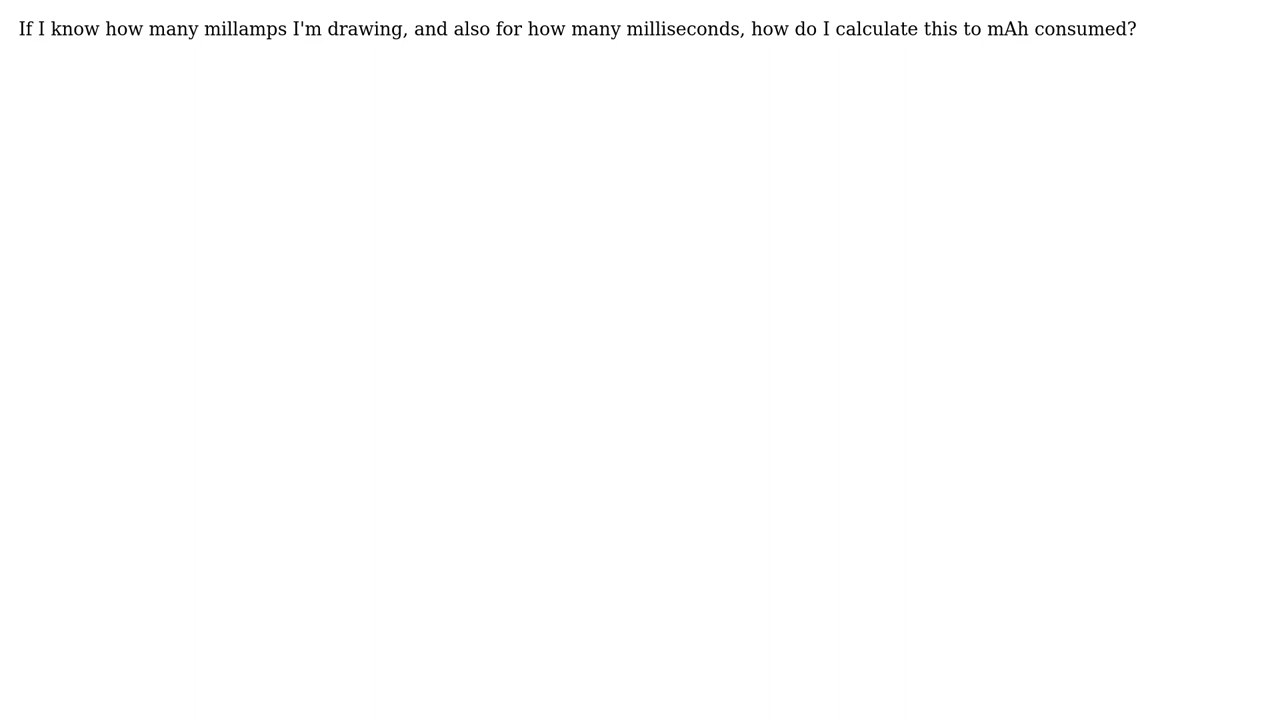 If I know how many millamps I'm drawing, and also for how many milliseconds, how do I calculate this to mAh consumed?